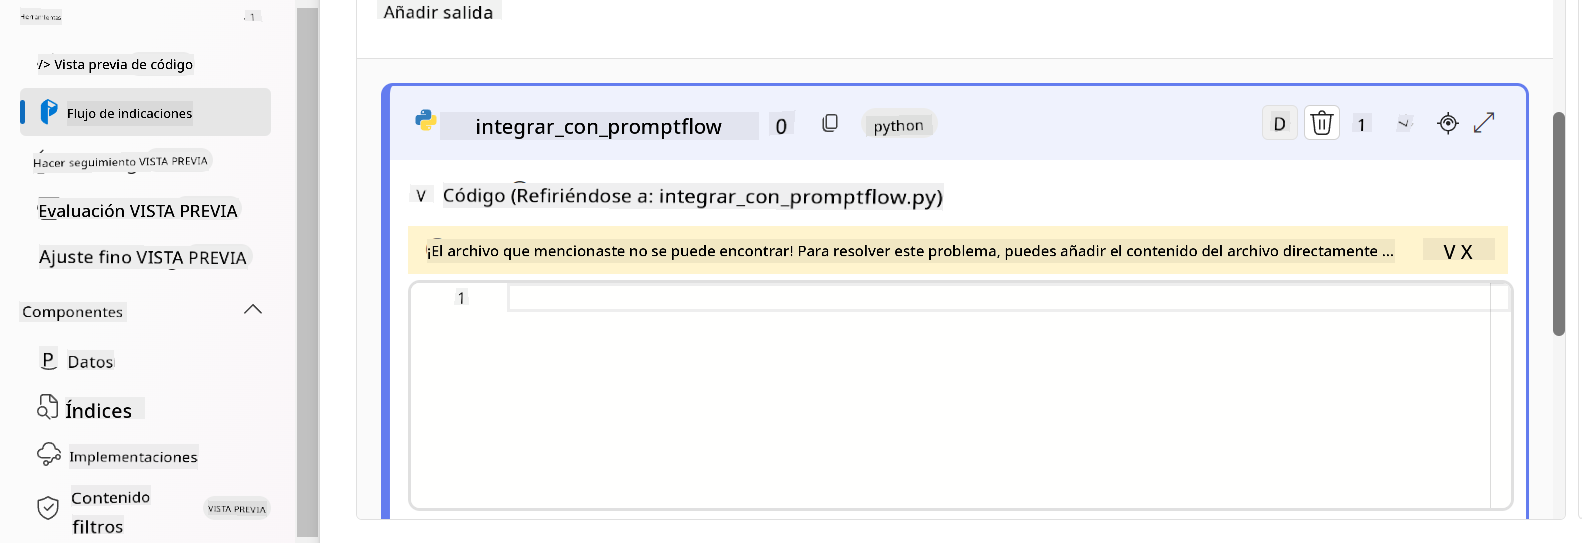 Herramientas
1
Añadir salida
/> Vista previa de código
Flujo de indicaciones
Hacer seguimiento VISTA PREVIA
Evaluación VISTA PREVIA
Ajuste fino VISTA PREVIA
Componentes
P Datos
Índices
Implementaciones
Contenido
filtros
VISTA PREVIA
integrar_con_promptflow 0 python D 1
V Código (Refiriéndose a: integrar_con_promptflow.py)
¡El archivo que mencionaste no se puede encontrar! Para resolver este problema, puedes añadir el contenido del archivo directamente ... V X
1